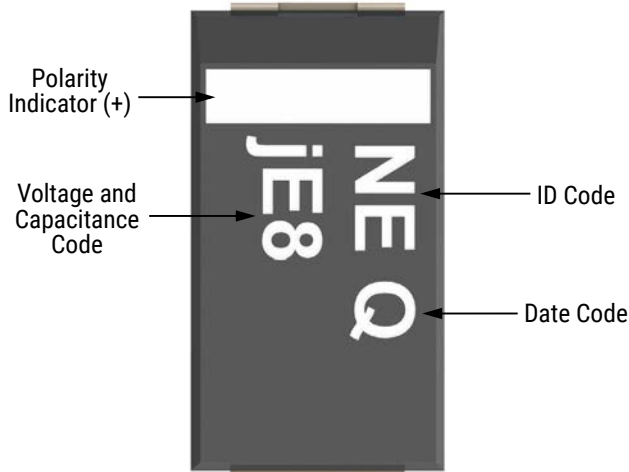 Polarity
Indicator (+)
NE Q
jE8
Voltage and
Capacitance
Code
ID Code
Date Code